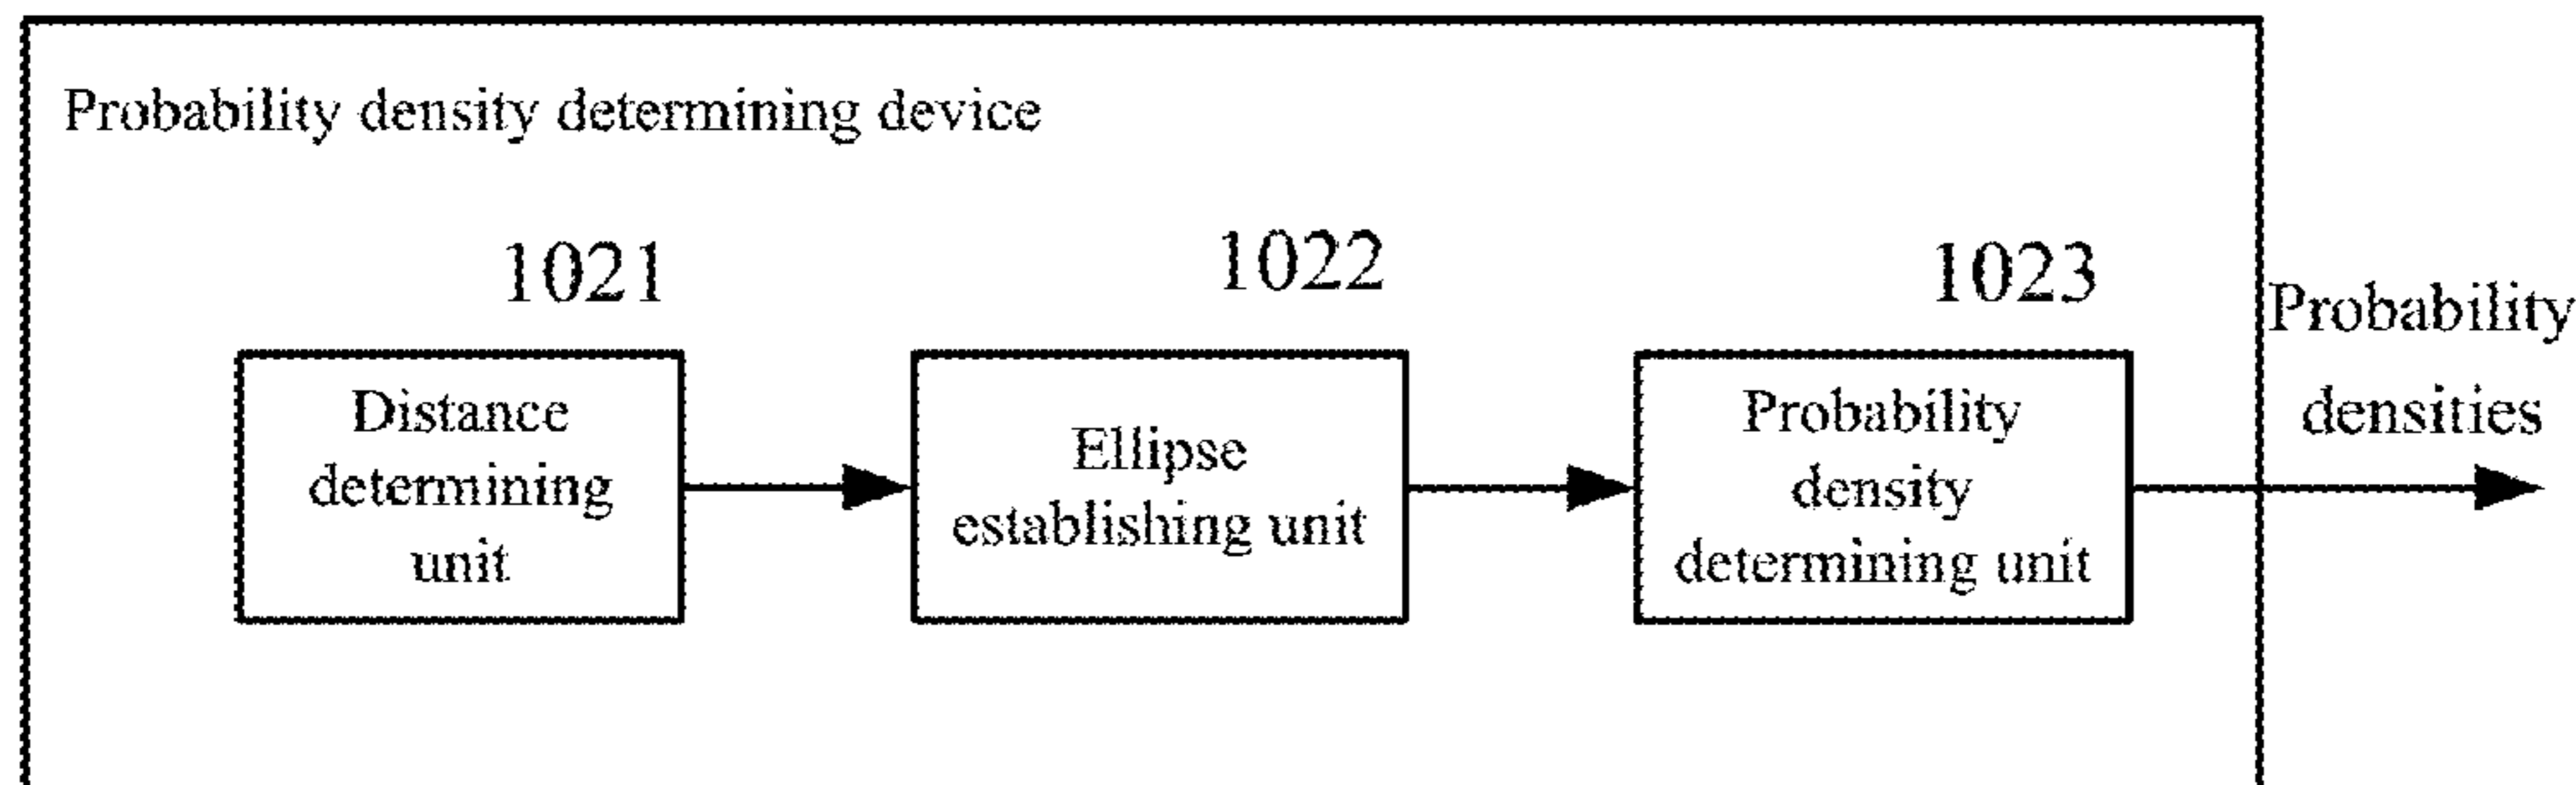 Probability density determining device
1021
1022
1023
Distance
determining
unit
Ellipse
establishing unit
Probability
density
determining unit
Probability
densities